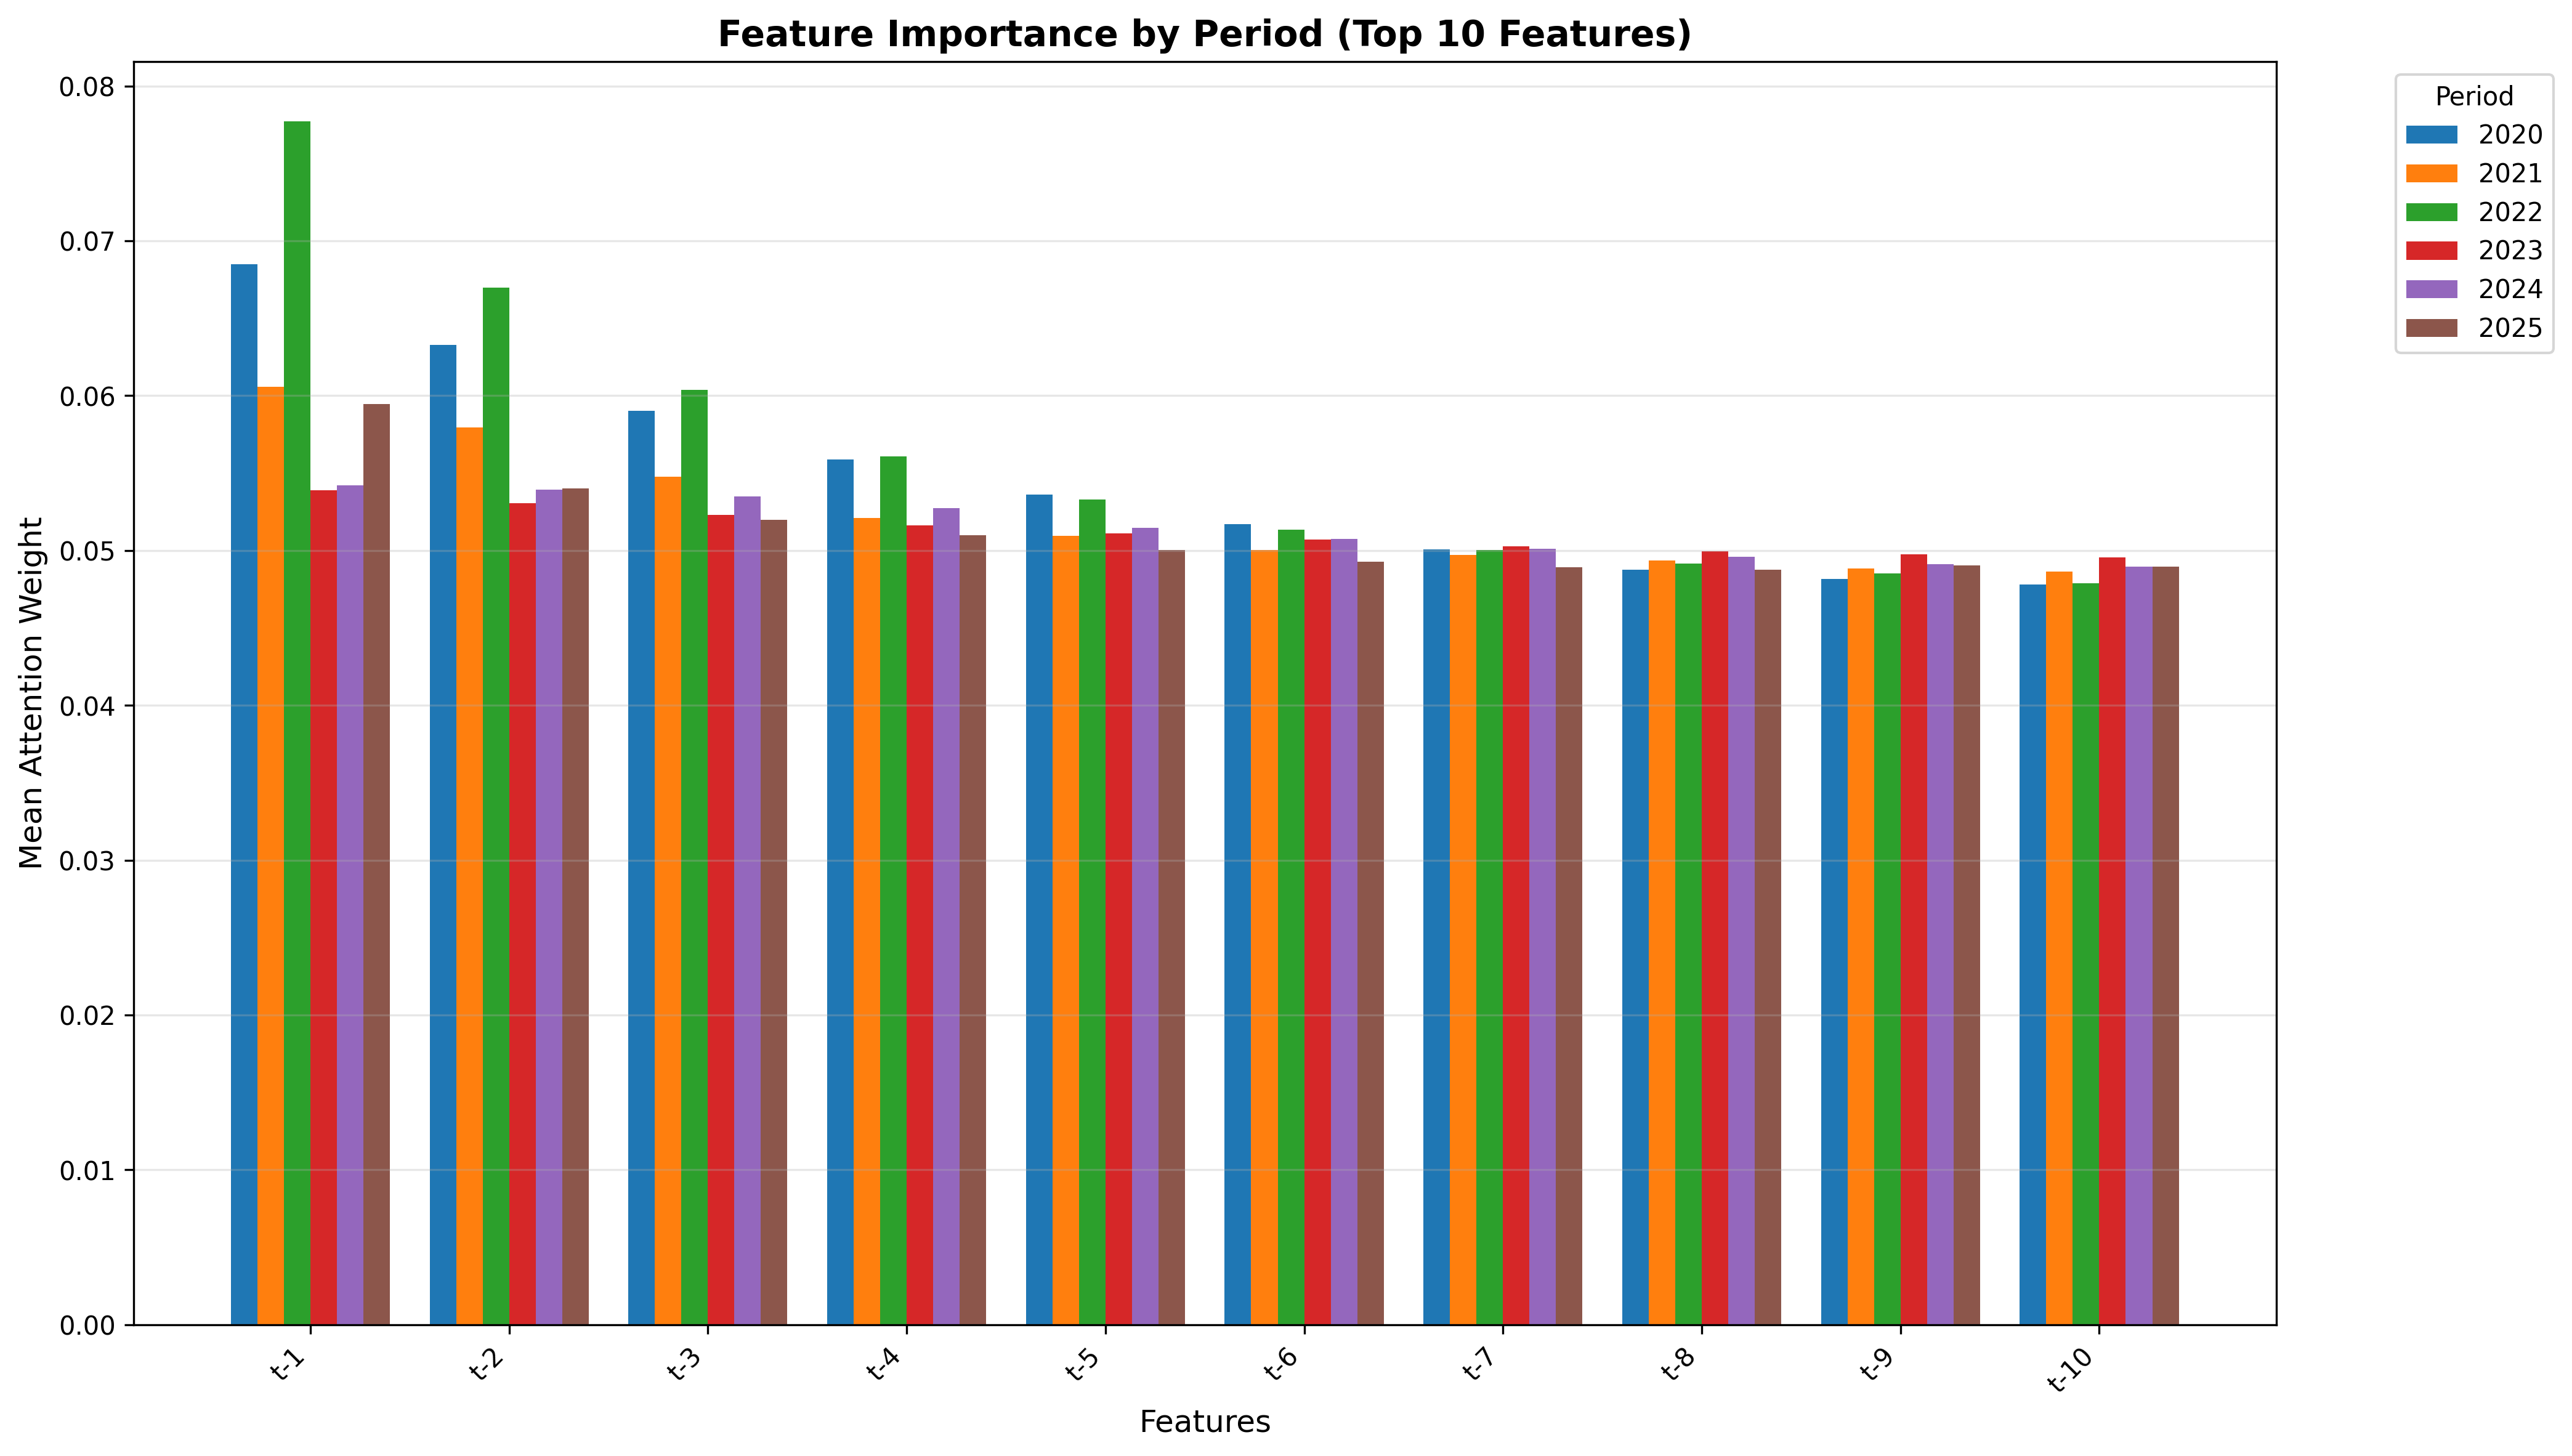 Feature Importance by Period (Top 10 Features)
Period
2020
2021
2022
2023
2024
2025
Mean Attention Weight
0.08
0.07
0.06
0.05
0.04
0.03
0.02
0.01
0.00
t-1
t-2
t-3
t-4
t-5
t-6
t-7
t-8
t-9
t-10
Features